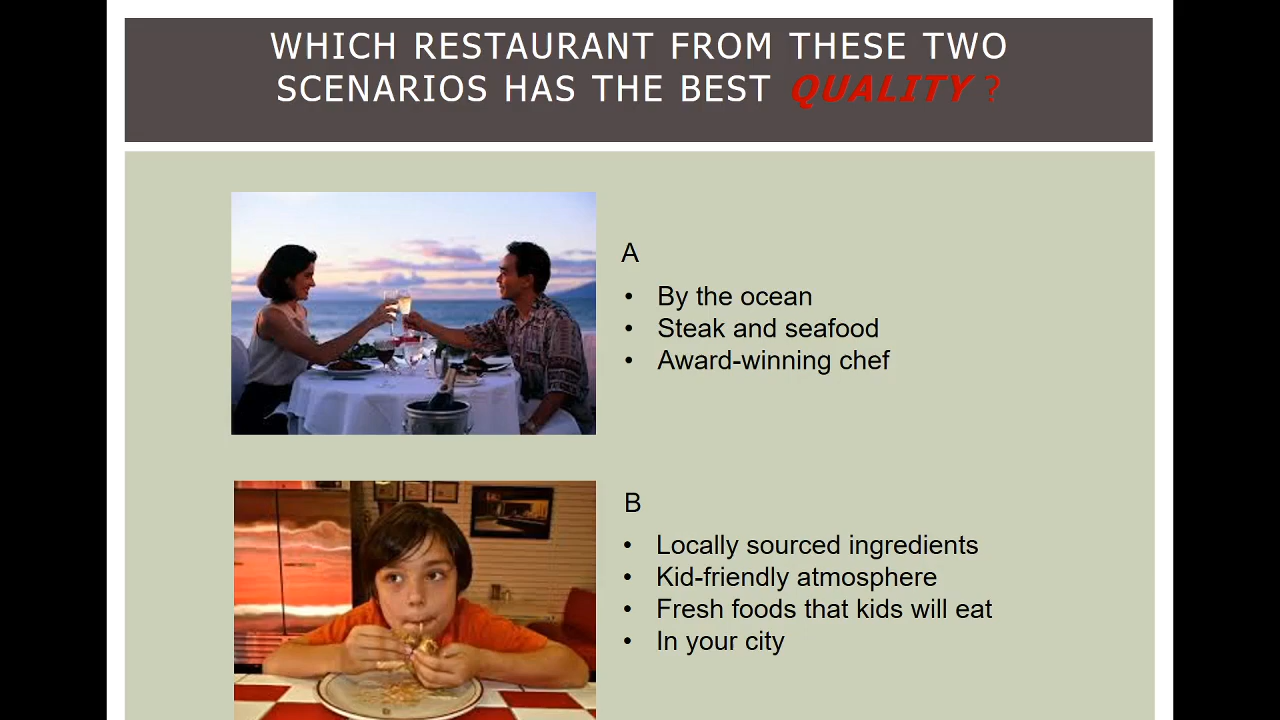 WHICH RESTAURANT FROM THESE TWO
SCENARIOS HAS THE BEST QUALITY ?
A
• By the ocean
• Steak and seafood
• Award-winning chef
B
• Locally sourced ingredients
• Kid-friendly atmosphere
• Fresh foods that kids will eat
• In your city